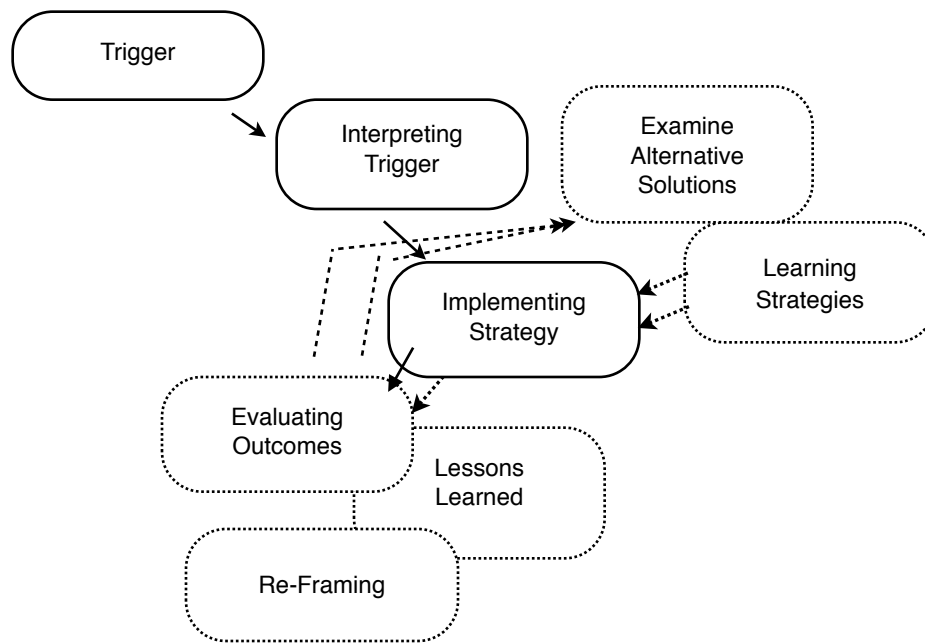 Trigger
Interpreting
Trigger
Examine
Alternative
Solutions
Learning
Strategies
Implementing
Strategy
Evaluating
Outcomes
Lessons
Learned
Re-Framing